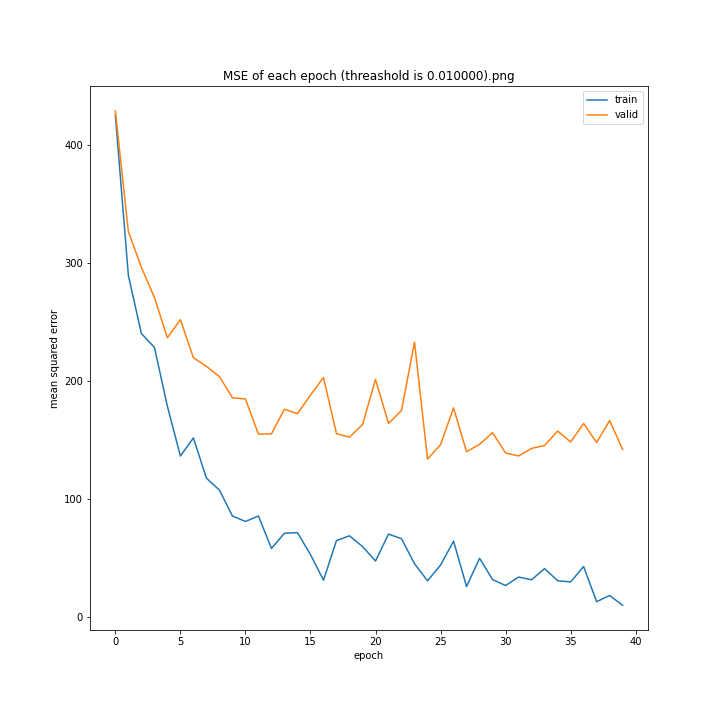 MSE of each epoch (threashold is 0.010000).png
train
valid
400
300
200
100
0
mean squared error
0 5 10 15 20 25 30 35 40
epoch